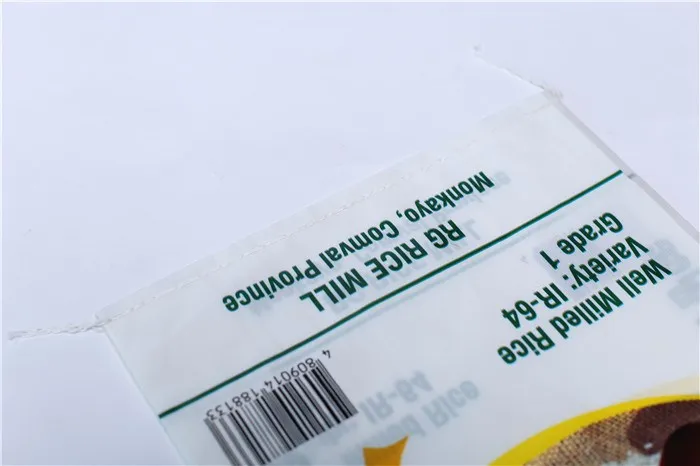 Well Milled Rice
Variety: IR-64
Grade 1
4 809014 188133
RG RICE MILL
Monkayo, Comval Province